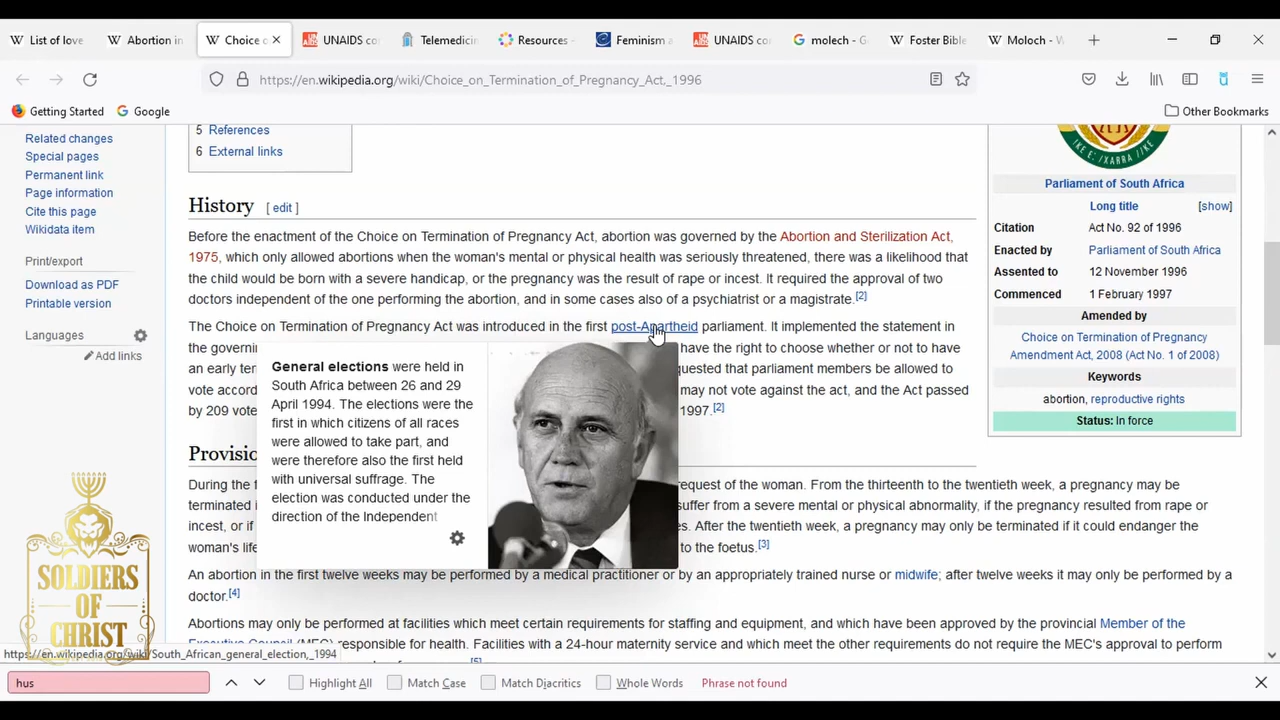 List of love
Abortion in
Choice o
UNAIDS co
Telemedicin
Resources
Feminism a
UNAIDS co
molech - G
Foster Bible
Moloch - W
https://en.wikipedia.org/wiki/Choice_on_Termination_of_Pregnancy_Act,_1996
Getting Started
Google
Other Bookmarks
Related changes
Special pages
Permanent link
Page information
Cite this page
Wikidata item
Print/export
Download as PDF
Printable version
Languages
Add links
5 References
6 External links
History [ edit ]
Before the enactment of the Choice on Termination of Pregnancy Act, abortion was governed by the Abortion and Sterilization Act,
1975, which only allowed abortions when the woman's mental or physical health was seriously threatened, there was a likelihood that
the child would be born with a severe handicap, or the pregnancy was the result of rape or incest. It required the approval of two
doctors independent of the one performing the abortion, and in some cases also of a psychiatrist or a magistrate.[2]
The Choice on Termination of Pregnancy Act was introduced in the first post-Apartheid parliament. It implemented the statement in
the governi have the right to choose whether or not to have
an early ter quested that parliament members be allowed to
vote accord may not vote against the act, and the Act passed
by 209 vote 1997.[2]
General elections were held in
South Africa between 26 and 29
April 1994. The elections were the
first in which citizens of all races
were allowed to take part, and
were therefore also the first held
with universal suffrage. The
election was conducted under the
direction of the Independent
Provisio
During the f request of the woman. From the thirteenth to the twentieth week, a pregnancy may be
terminated i suffer from a severe mental or physical abnormality, if the pregnancy resulted from rape or
incest, or if es. After the twentieth week, a pregnancy may only be terminated if it could endanger the
woman's life to the foetus.[3]
An abortion in the first twelve weeks may be performed by a medical practitioner or by an appropriately trained nurse or midwife; after twelve weeks it may only be performed by a
doctor.[4]
Abortions may only be performed at facilities which meet certain requirements for staffing and equipment, and which have been approved by the provincial Member of the
Executive Council (MEC) responsible for health. Facilities with a 24-hour maternity service and which meet the other requirements do not require the MEC's approval to perform
[5]
IKE E: /XARRA //KE
Parliament of South Africa
Long title [show]
Citation Act No. 92 of 1996
Enacted by Parliament of South Africa
Assented to 12 November 1996
Commenced 1 February 1997
Amended by
Choice on Termination of Pregnancy
Amendment Act, 2008 (Act No. 1 of 2008)
Keywords
abortion, reproductive rights
Status: In force
SOLDIERS
OF
CHRIST
https://en.wikipedia.org/wiki/South_African_general_election,_1994
hus
Highlight All
Match Case
Match Diacritics
Whole Words
Phrase not found